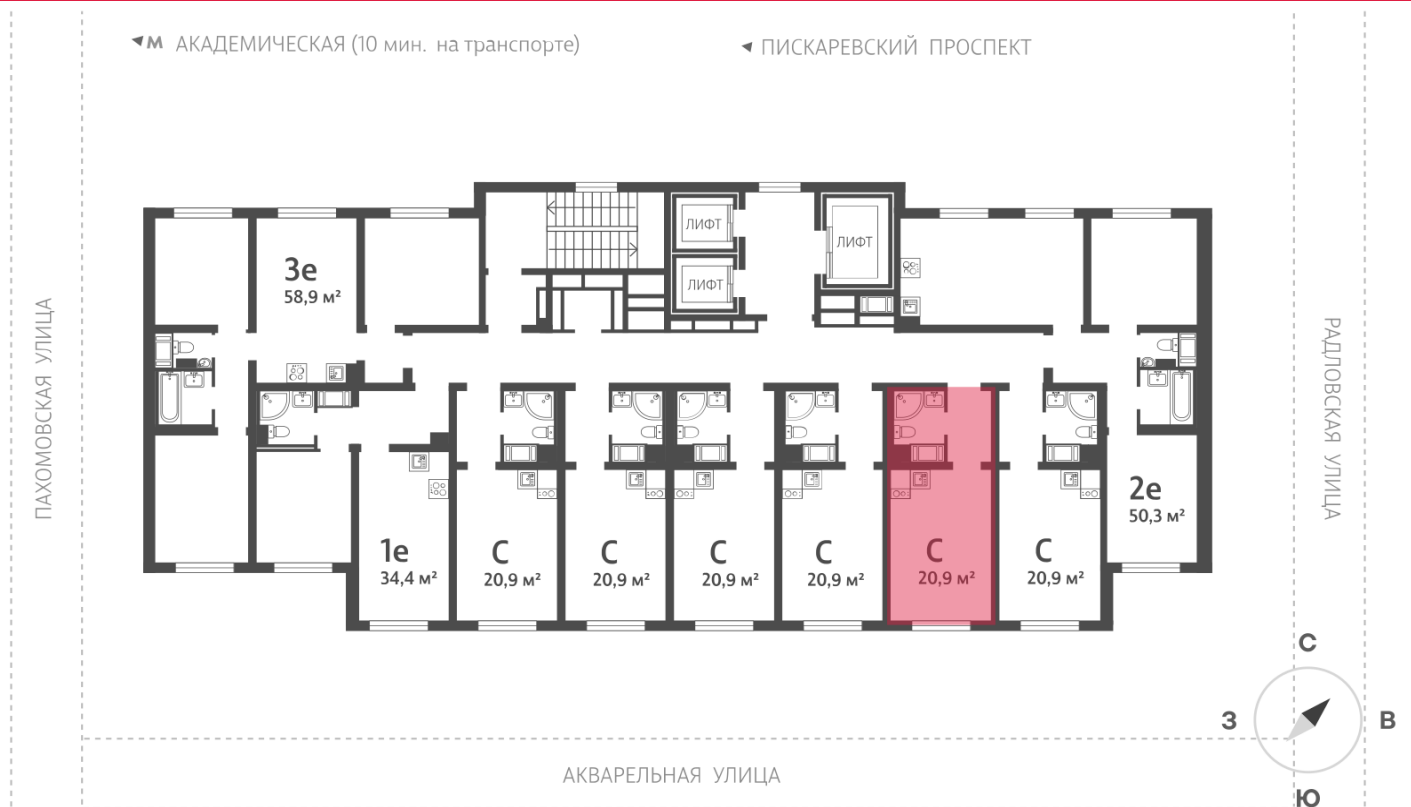 М АКАДЕМИЧЕСКАЯ (10 мин. на транспорте)
ПИСКАРЕВСКИЙ ПРОСПЕКТ
ПАХОМОВСКАЯ УЛИЦА
РАДЛОВСКАЯ УЛИЦА
ЛИФТ
ЛИФТ
ЛИФТ
3е
58,9 м²
2е
50,3 м²
1е
34,4 м²
С
20,9 м²
С
20,9 м²
С
20,9 м²
С
20,9 м²
С
20,9 м²
С
20,9 м²
С
З
В
Ю
АКВАРЕЛЬНАЯ УЛИЦА